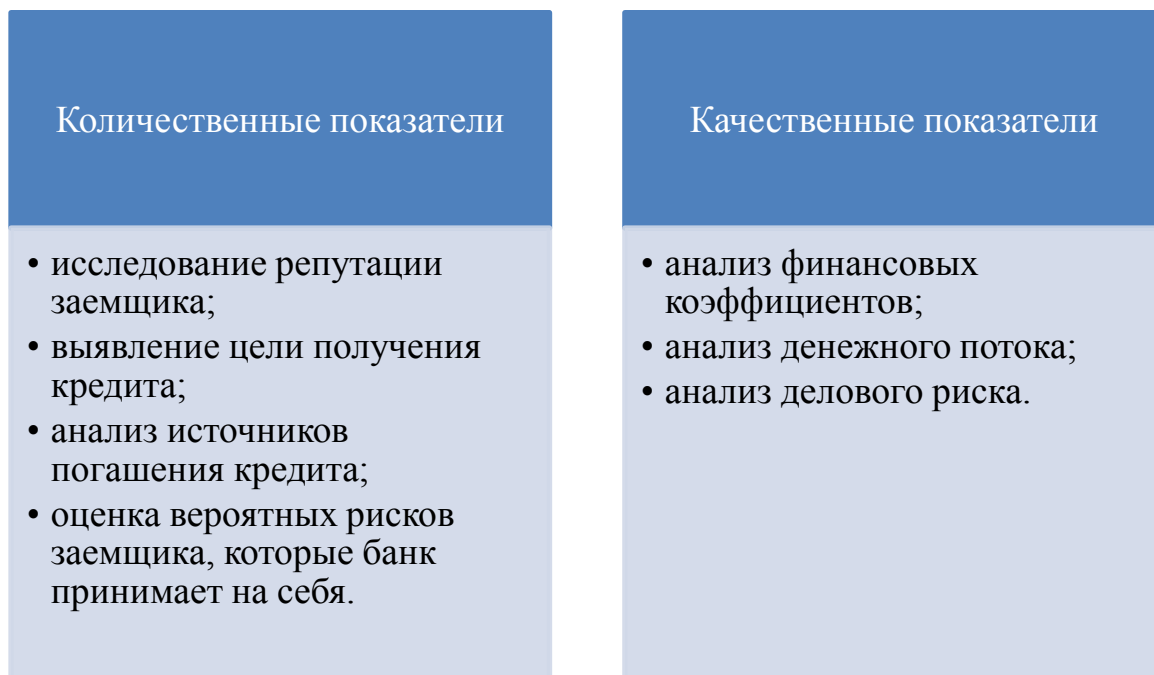 Количественные показатели
• исследование репутации
заемщика;
• выявление цели получения
кредита;
• анализ источников
погашения кредита;
• оценка вероятных рисков
заемщика, которые банк
принимает на себя.
Качественные показатели
• анализ финансовых
коэффициентов;
• анализ денежного потока;
• анализ делового риска.